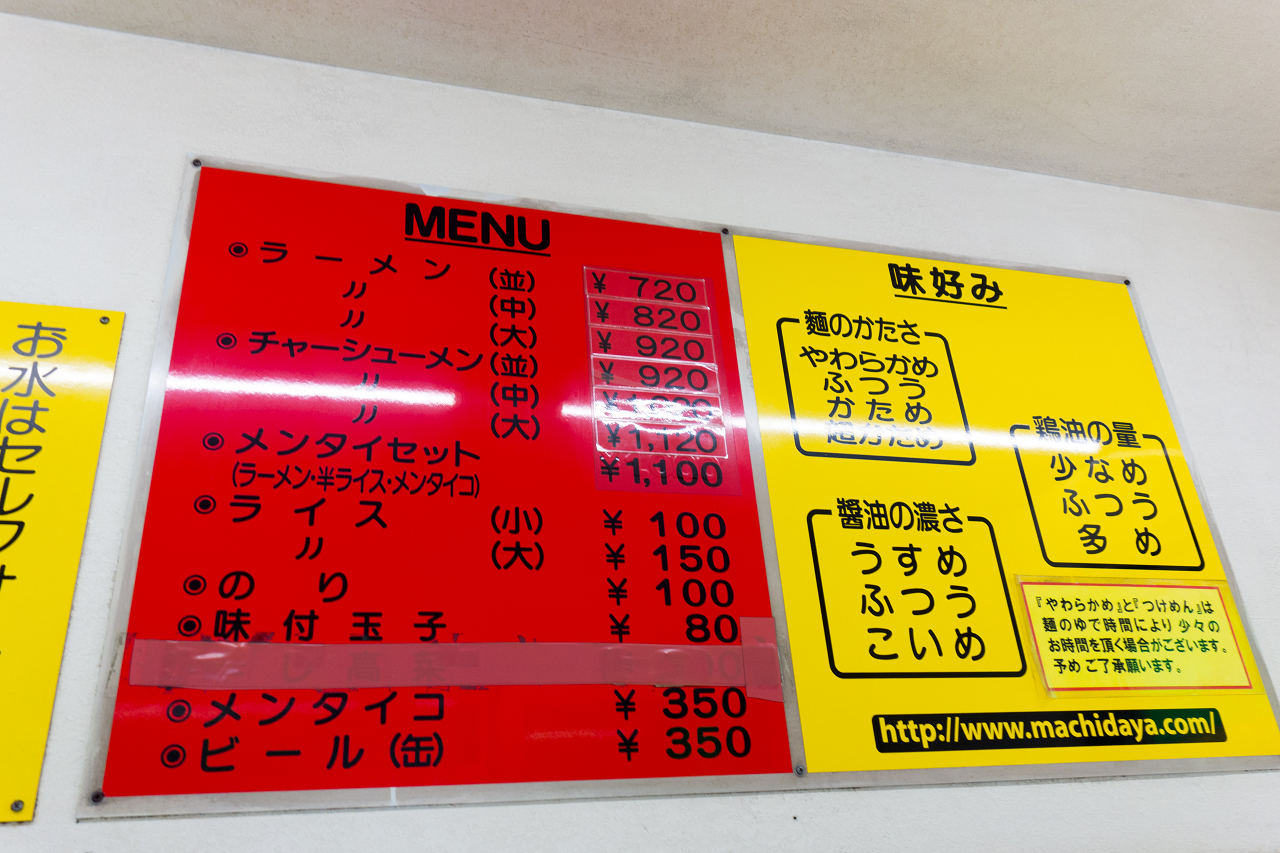 お水はセルフサ
MENU
◉ラーメン (並) ¥ 720
〃 (中) ¥ 820
〃 (大) ¥ 920
◉チャーシューメン (並) ¥ 920
〃 (中)
〃 (大) ¥1,120
◉メンタイセット ¥1,100
(ラーメン・半ライス・メンタイコ)
◉ライス (小) ¥ 100
〃 (大) ¥ 150
◉のり ¥ 100
◉味付玉子 ¥ 80
◉メンタイコ ¥ 350
◉ビール(缶) ¥ 350
味好み
麺のかたさ
やわらかめ
ふつう
かため
超かため
鶏油の量
少なめ
ふつう
多め
醤油の濃さ
うすめ
ふつう
こいめ
『やわらかめ』と『つけめん』は
麺のゆで時間により 少々の
お時間を頂く場合がございます。
予め ご了承願います。
http://www.machidaya.com/